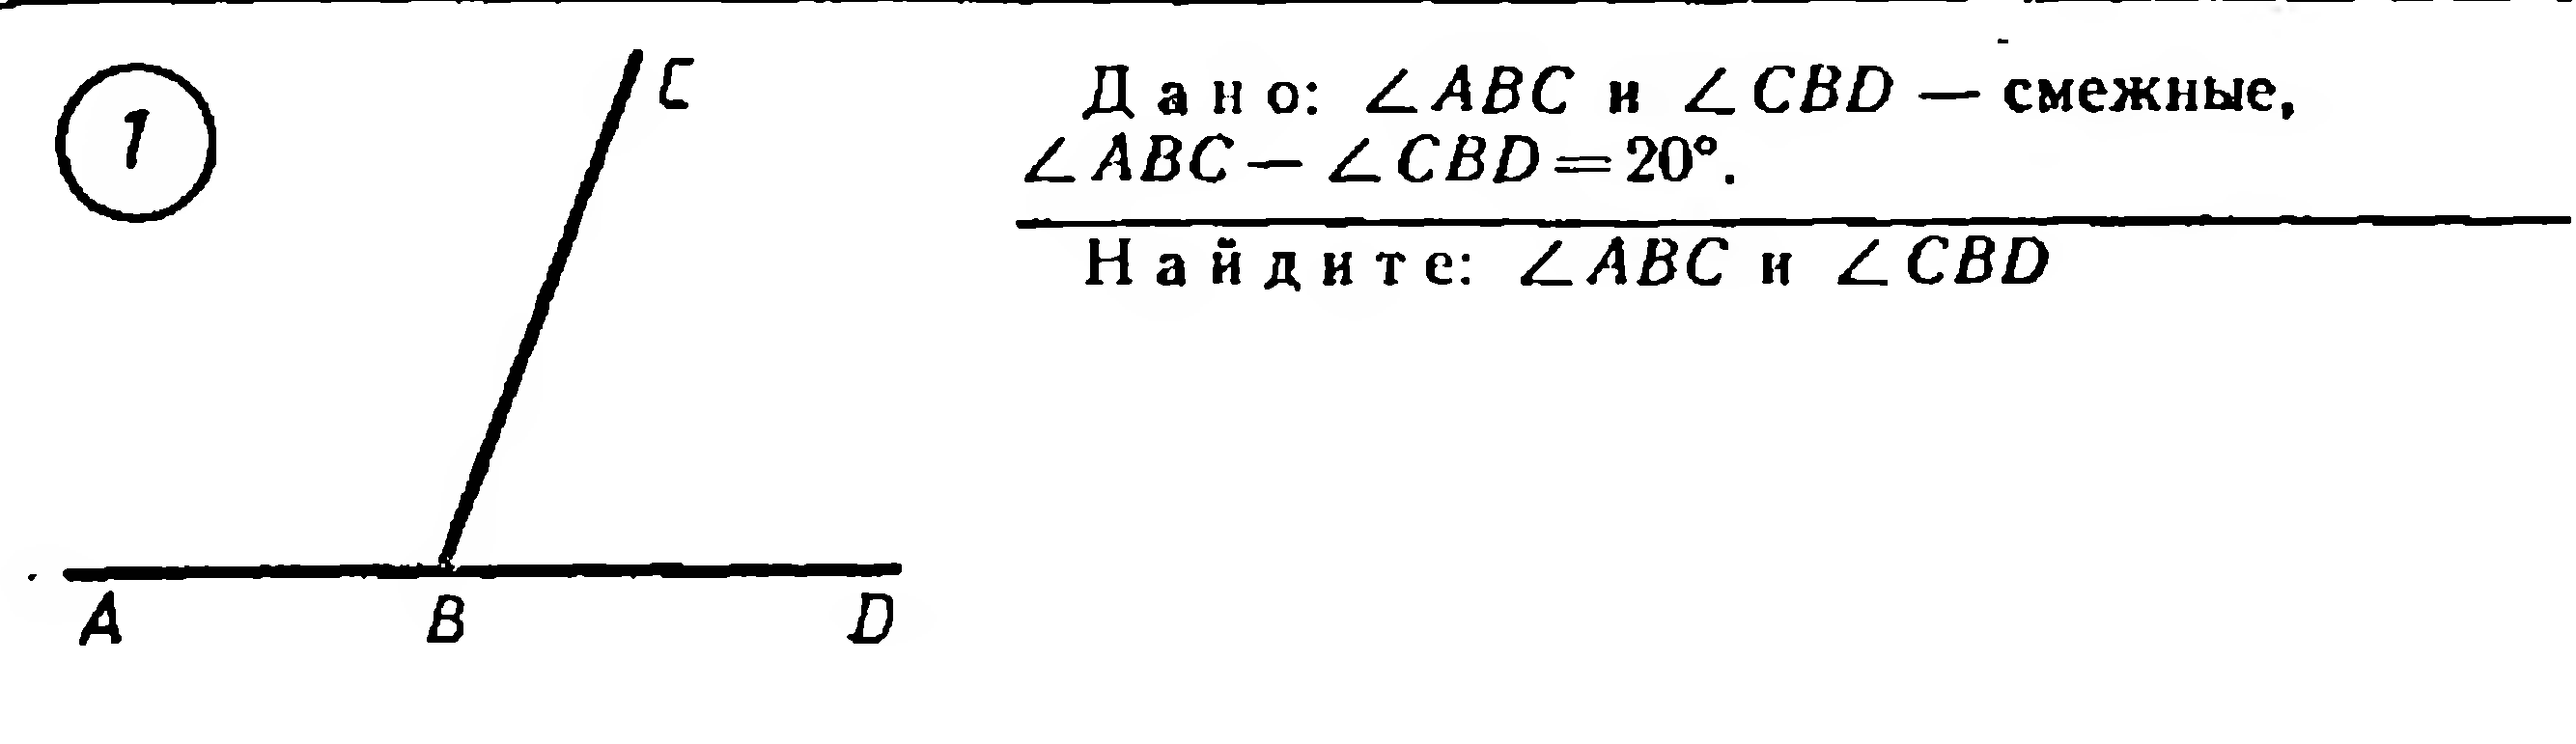 1
C
Дано: ∠ABC и ∠CBD — смежные,
∠ABC — ∠CBD = 20°.
Найдите: ∠ABC и ∠CBD
A B D